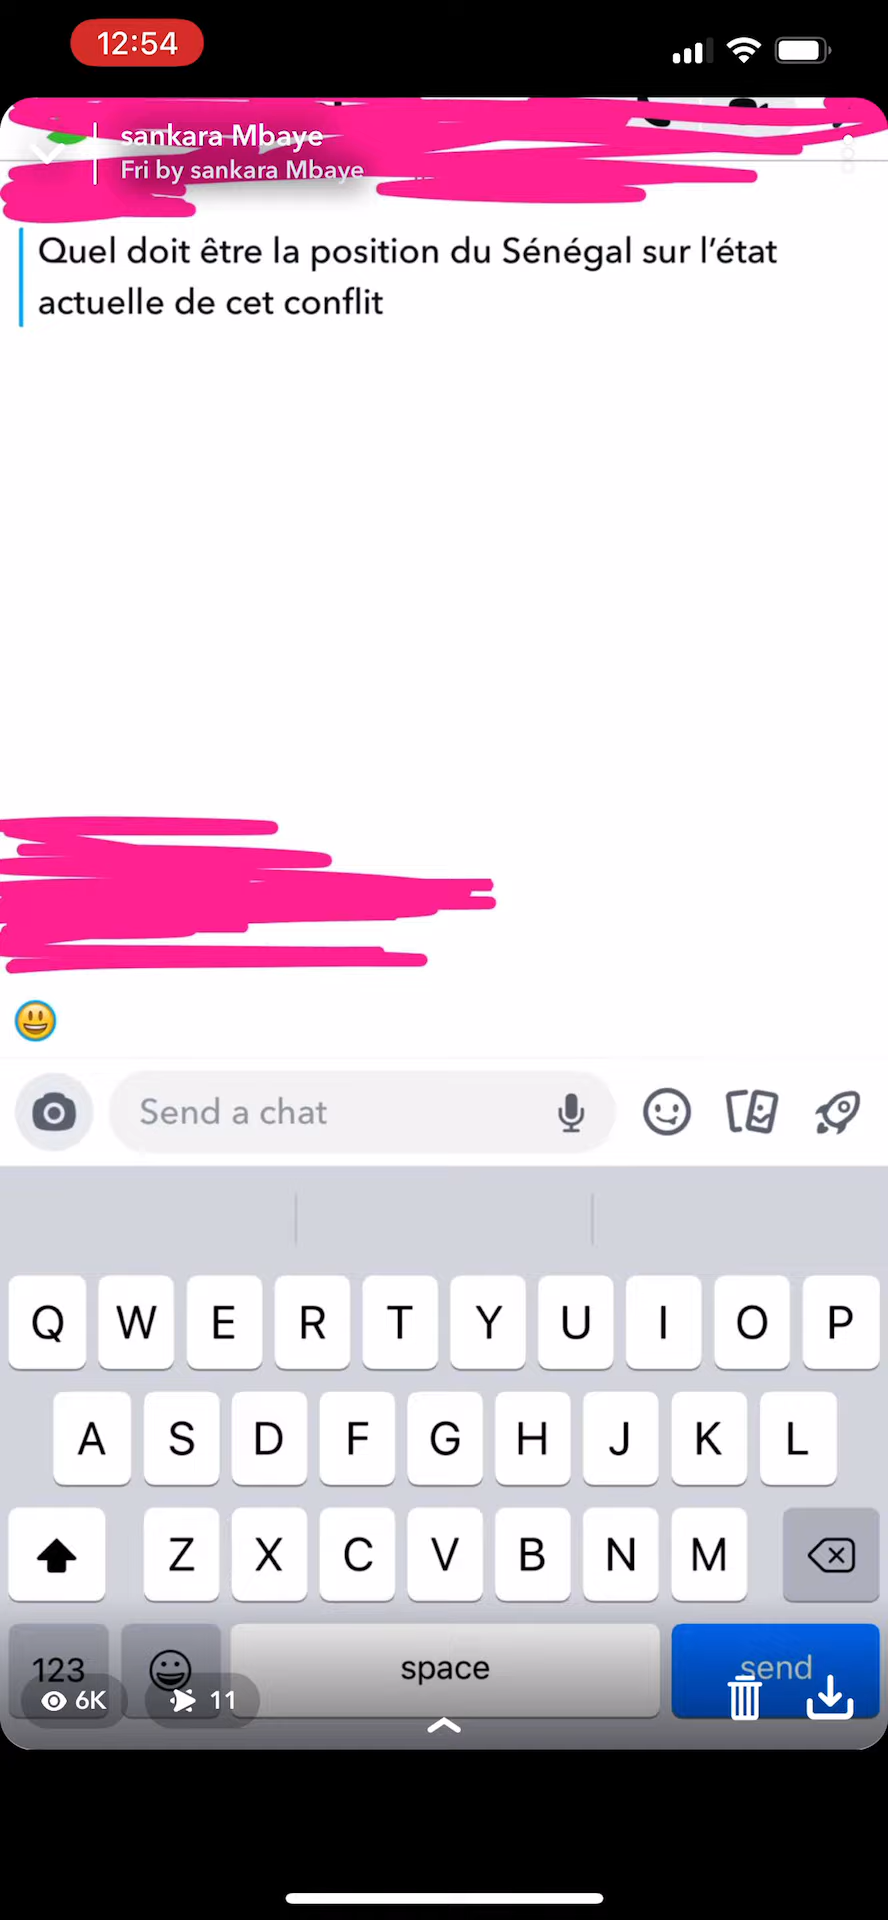 12:54
sankara Mbaye
Fri by sankara Mbaye
Quel doit être la position du Sénégal sur l’état
actuelle de cet conflit
Send a chat
Q W E R T Y U I O P
A S D F G H J K L
Z X C V B N M
123 space send
6K 11